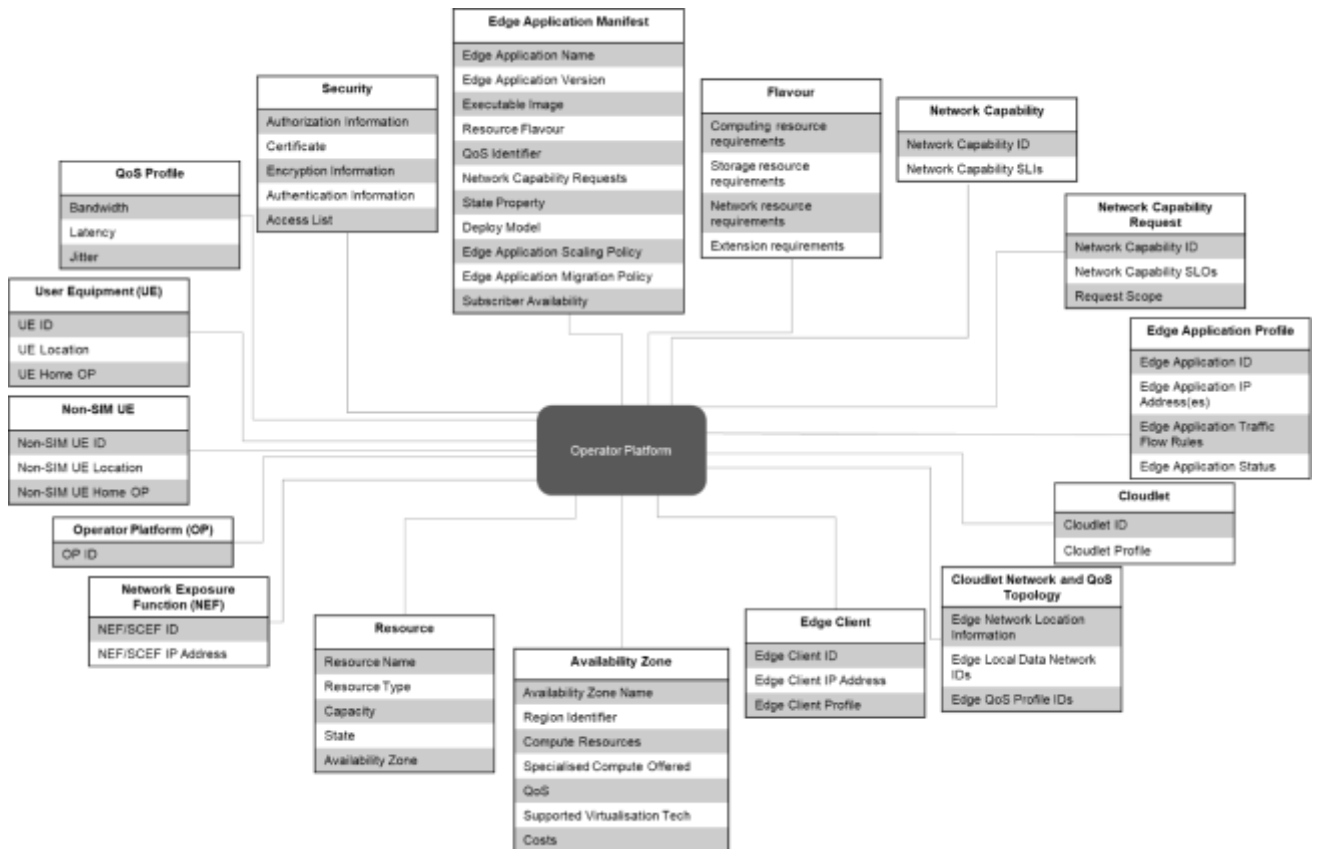 Edge Application Manifest
Edge Application Name
Edge Application Version
Executable Image
Resource Flavour
QoS Identifier
Network Capability Requests
State Property
Deploy Model
Edge Application Scaling Policy
Edge Application Migration Policy
Subscriber Availability
Security
Authorization Information
Certificate
Encryption Information
Authentication Information
Access List
Flavour
Computing resource
requirements
Storage resource
requirements
Network resource
requirements
Extension requirements
Network Capability
Network Capability ID
Network Capability SLIs
QoS Profile
Bandwidth
Latency
Jitter
Network Capability
Request
Network Capability ID
Network Capability SLOs
Request Scope
User Equipment (UE)
UE ID
UE Location
UE Home OP
Edge Application Profile
Edge Application ID
Edge Application IP
Address(es)
Edge Application Traffic
Flow Rules
Edge Application Status
Non-SIM UE
Non-SIM UE ID
Non-SIM UE Location
Non-SIM UE Home OP
Operator Platform
Cloudlet
Cloudlet ID
Cloudlet Profile
Operator Platform (OP)
OP ID
Network Exposure
Function (NEF)
NEF/SCEF ID
NEF/SCEF IP Address
Cloudlet Network and QoS
Topology
Edge Network Location
Information
Edge Local Data Network
IDs
Edge QoS Profile IDs
Resource
Resource Name
Resource Type
Capacity
State
Availability Zone
Edge Client
Edge Client ID
Edge Client IP Address
Edge Client Profile
Availability Zone
Availability Zone Name
Region Identifier
Compute Resources
Specialised Compute Offered
QoS
Supported Virtualisation Tech
Costs